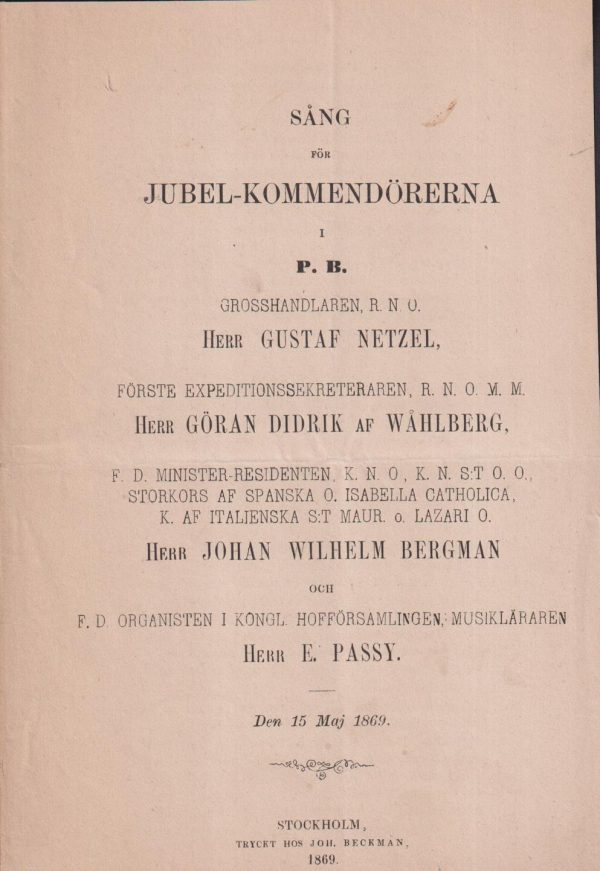 SÅNG
FÖR
JUBEL-KOMMENDÖRERNA
I
P. B.
GROSSHANDLAREN, R. N O.
HERR GUSTAF NETZEL,
FÖRSTE EXPEDITIONSSEKRETERAREN, R. N. O. M. M.
HERR GÖRAN DIDRIK AF WÅHLBERG,
F. D. MINISTER-RESIDENTEN, K. N. O, K. N. S:T O. O.,
STORKORS AF SPANSKA O. ISABELLA CATHOLICA,
K. AF ITALIENSKA S:T MAUR. o. LAZARI O.
HERR JOHAN WILHELM BERGMAN
OCH
F. D. ORGANISTEN I KONGL. HOFFÖRSAMLINGEN, MUSIKLÄRAREN
HERR E. PASSY.
Den 15 Maj 1869.
STOCKHOLM,
TRYCKT HOS JOH. BECKMAN,
1869.